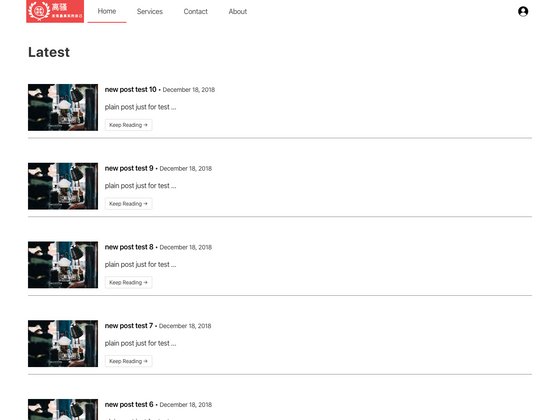 离骚
Home
Services
Contact
About
Latest
new post test 10 • December 18, 2018
plain post just for test ...
Keep Reading →
new post test 9 • December 18, 2018
plain post just for test ...
Keep Reading →
new post test 8 • December 18, 2018
plain post just for test ...
Keep Reading →
new post test 7 • December 18, 2018
plain post just for test ...
Keep Reading →
new post test 6 • December 18, 2018